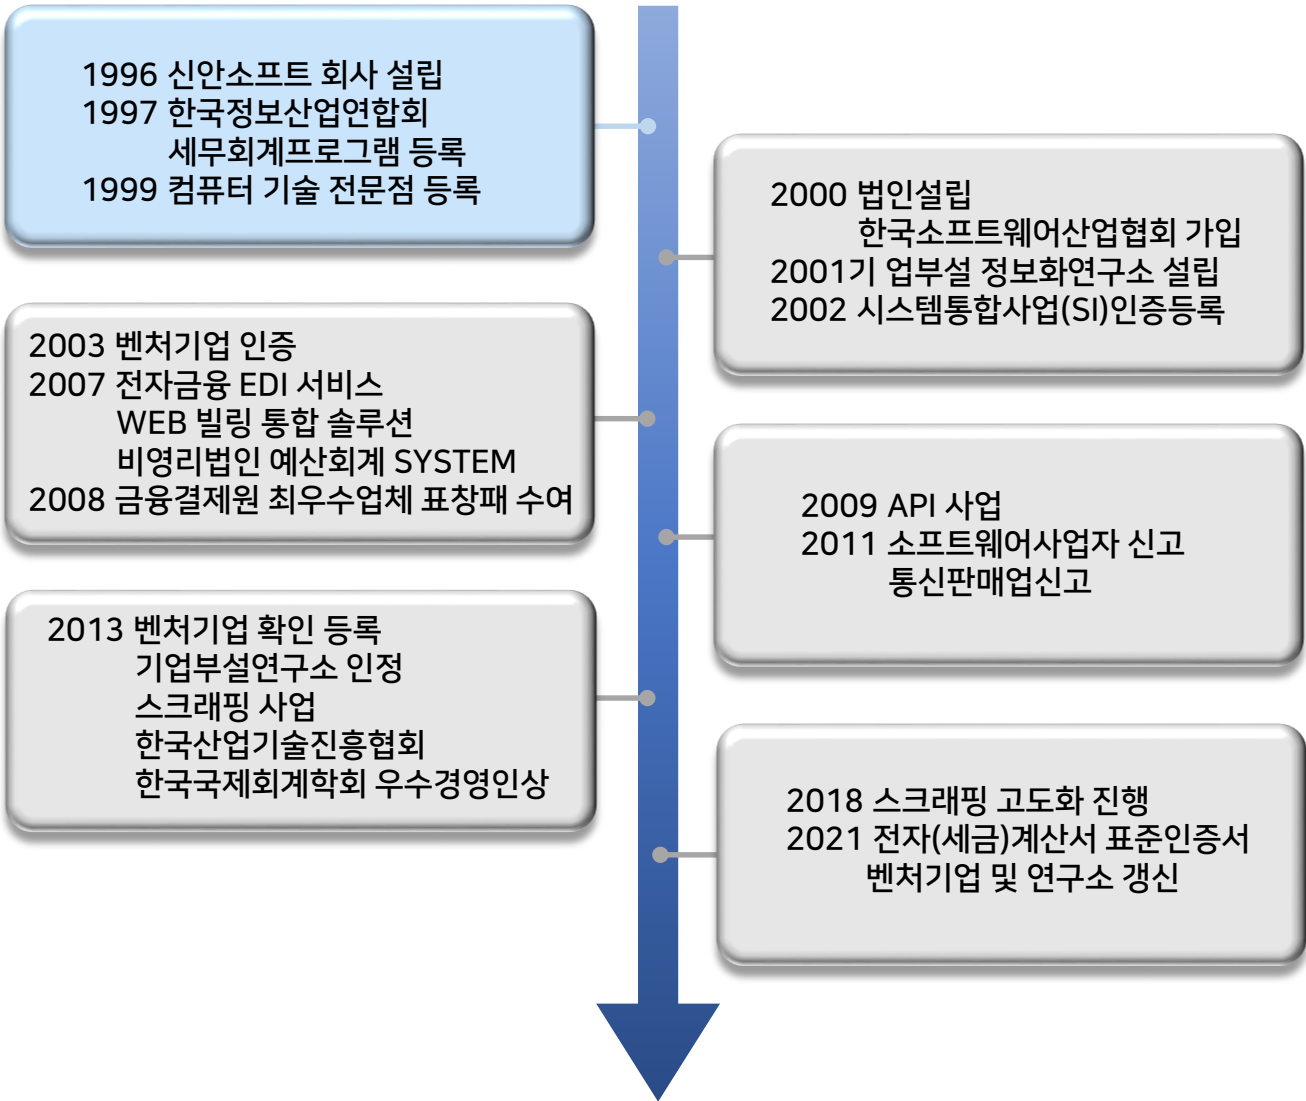 1996 신안소프트 회사 설립
1997 한국정보산업연합회
세무회계프로그램 등록
1999 컴퓨터 기술 전문점 등록
2000 법인설립
한국소프트웨어산업협회 가입
2001기 업부설 정보화연구소 설립
2002 시스템통합사업(SI)인증등록
2003 벤처기업 인증
2007 전자금융 EDI 서비스
WEB 빌링 통합 솔루션
비영리법인 예산회계 SYSTEM
2008 금융결제원 최우수업체 표창패 수여
2009 API 사업
2011 소프트웨어사업자 신고
통신판매업신고
2013 벤처기업 확인 등록
기업부설연구소 인정
스크래핑 사업
한국산업기술진흥협회
한국국제회계학회 우수경영인상
2018 스크래핑 고도화 진행
2021 전자(세금)계산서 표준인증서
벤처기업 및 연구소 갱신